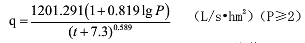 q = 1201.291(1+0.819 lg P) / (t+7.3)^0.589 （L/s•hm²）(P≥2)